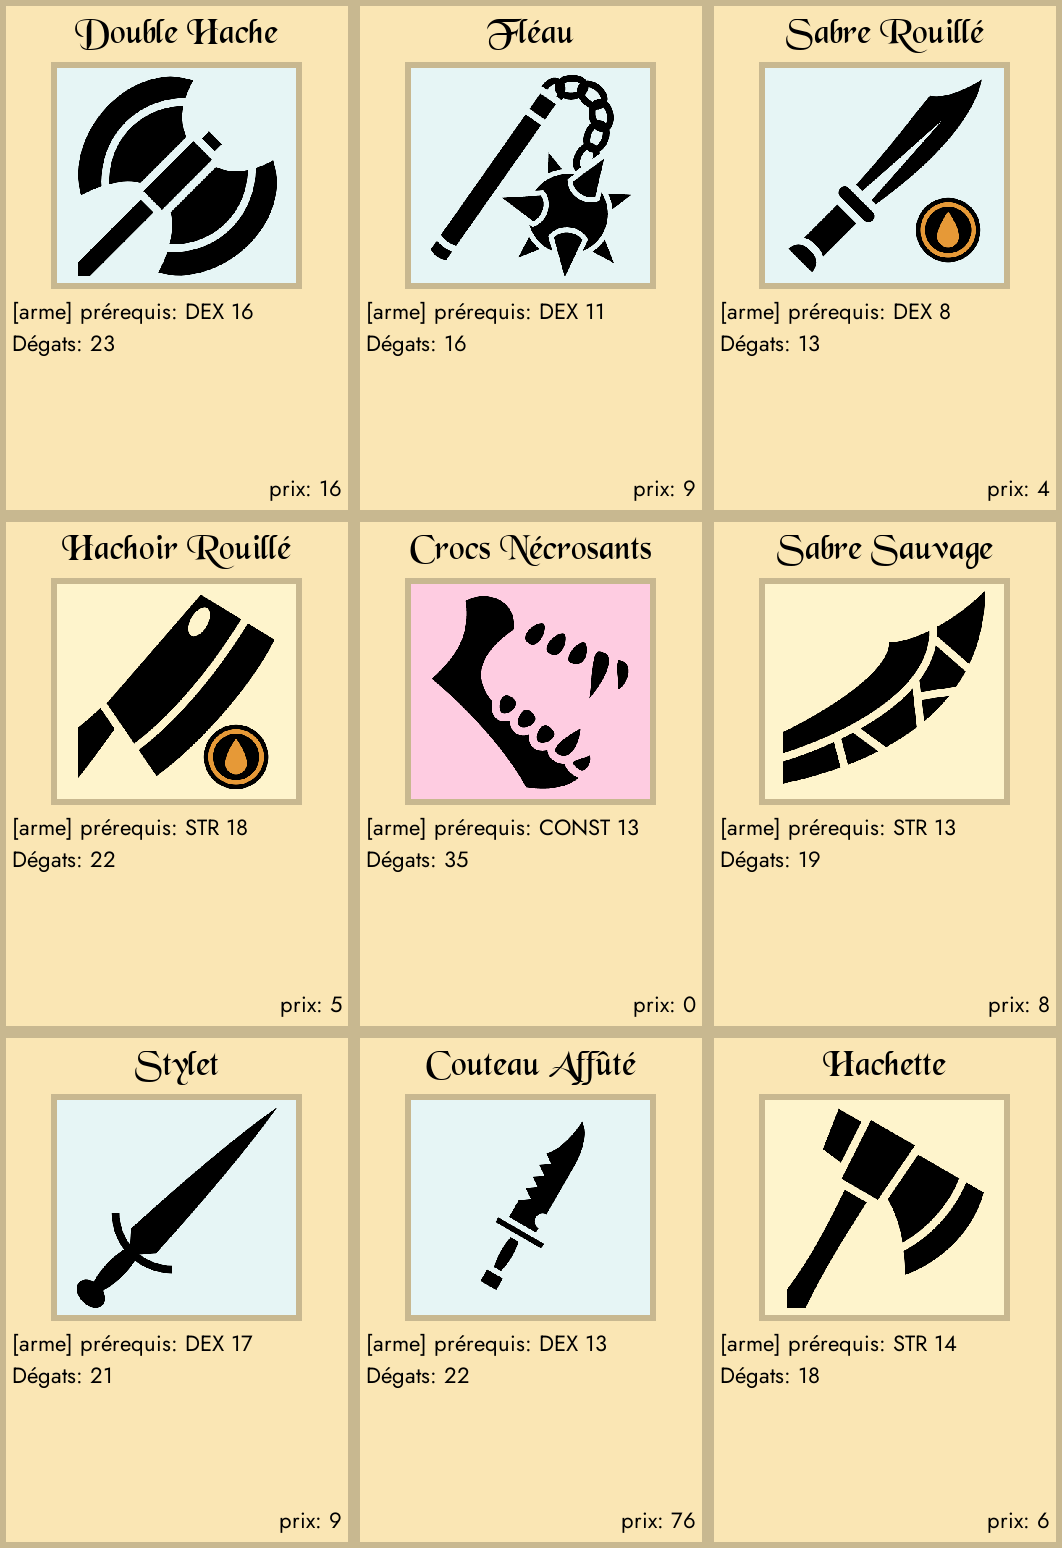 Double Hache
[arme] prérequis: DEX 16
Dégats: 23
prix: 16
Fléau
[arme] prérequis: DEX 11
Dégats: 16
prix: 9
Sabre Rouillé
[arme] prérequis: DEX 8
Dégats: 13
prix: 4
Hachoir Rouillé
[arme] prérequis: STR 18
Dégats: 22
prix: 5
Crocs Nécrosants
[arme] prérequis: CONST 13
Dégats: 35
prix: 0
Sabre Sauvage
[arme] prérequis: STR 13
Dégats: 19
prix: 8
Stylet
[arme] prérequis: DEX 17
Dégats: 21
prix: 9
Couteau Affûté
[arme] prérequis: DEX 13
Dégats: 22
prix: 76
Hachette
[arme] prérequis: STR 14
Dégats: 18
prix: 6